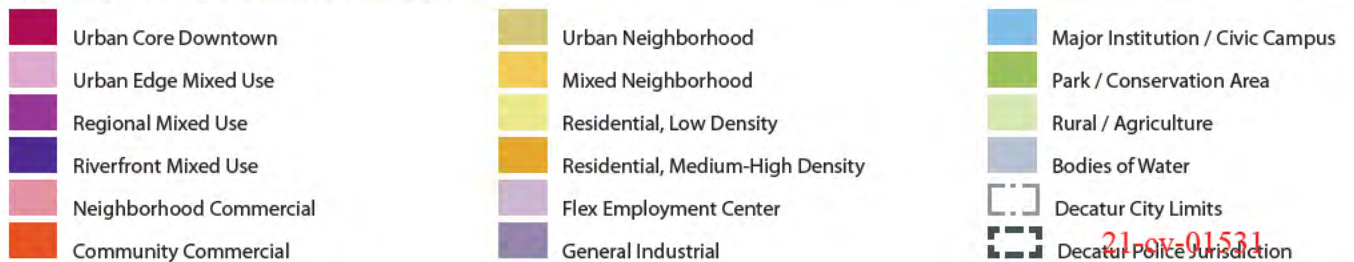 Urban Core Downtown
Urban Edge Mixed Use
Regional Mixed Use
Riverfront Mixed Use
Neighborhood Commercial
Community Commercial
Urban Neighborhood
Mixed Neighborhood
Residential, Low Density
Residential, Medium-High Density
Flex Employment Center
General Industrial
Major Institution / Civic Campus
Park / Conservation Area
Rural / Agriculture
Bodies of Water
Decatur City Limits
Decatur Police Jurisdiction
21-cv-01531